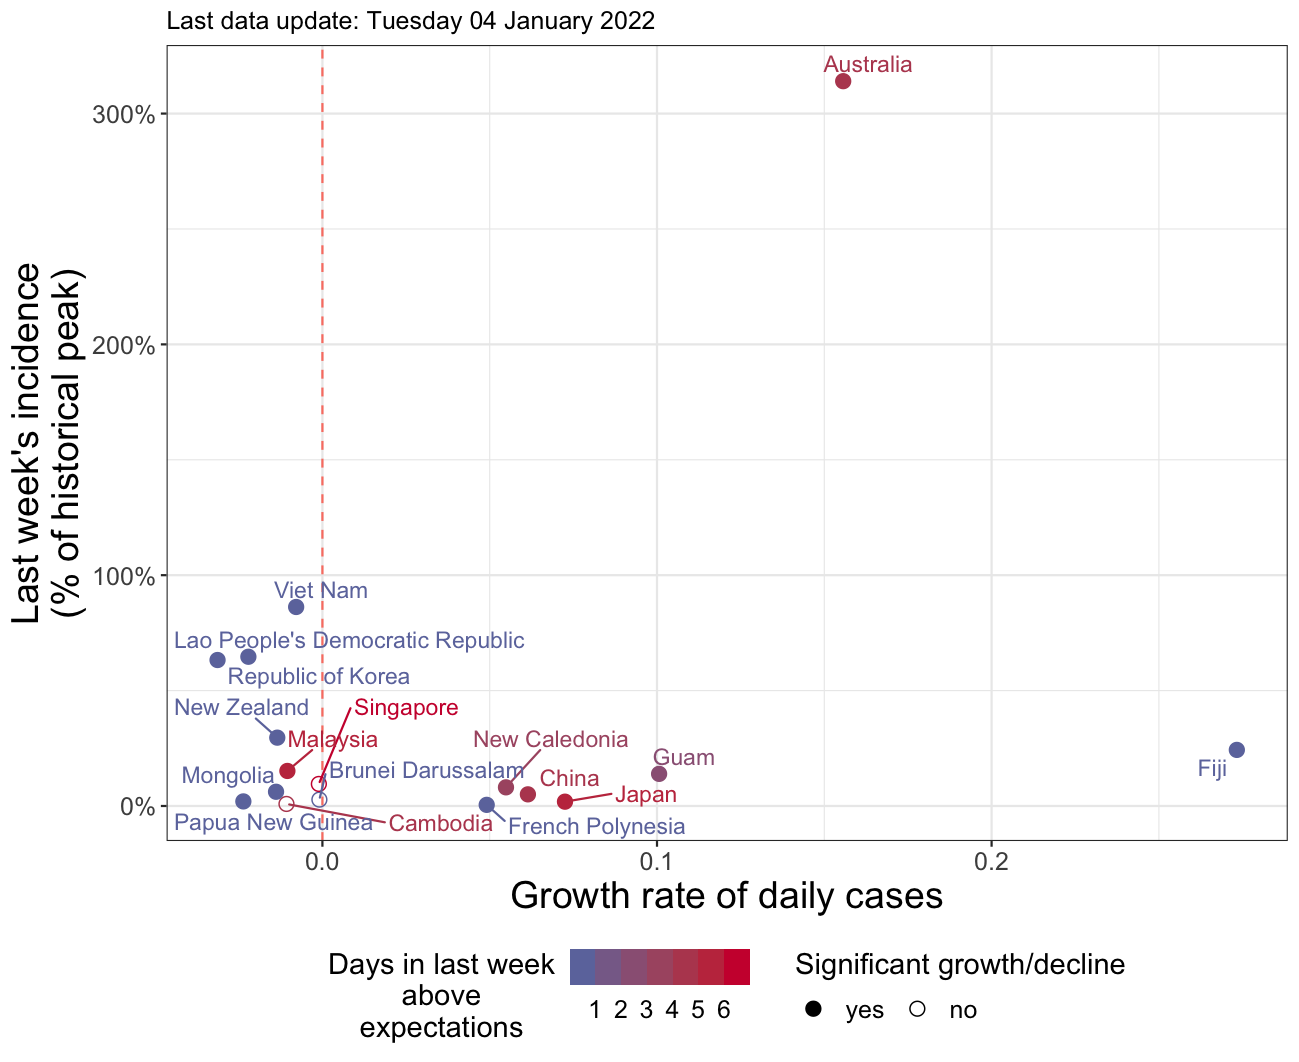 Last data update: Tuesday 04 January 2022
Last week's incidence
(% of historical peak)
300%
200%
100%
0%
Australia
Viet Nam
Lao People's Democratic Republic
Republic of Korea
New Zealand
Singapore
Malaysia
New Caledonia
Guam
Fiji
Mongolia
Brunei Darussalam
China
Japan
Papua New Guinea
Cambodia
French Polynesia
0.0 0.1 0.2
Growth rate of daily cases
Days in last week
above
expectations
1 2 3 4 5 6
Significant growth/decline
yes no